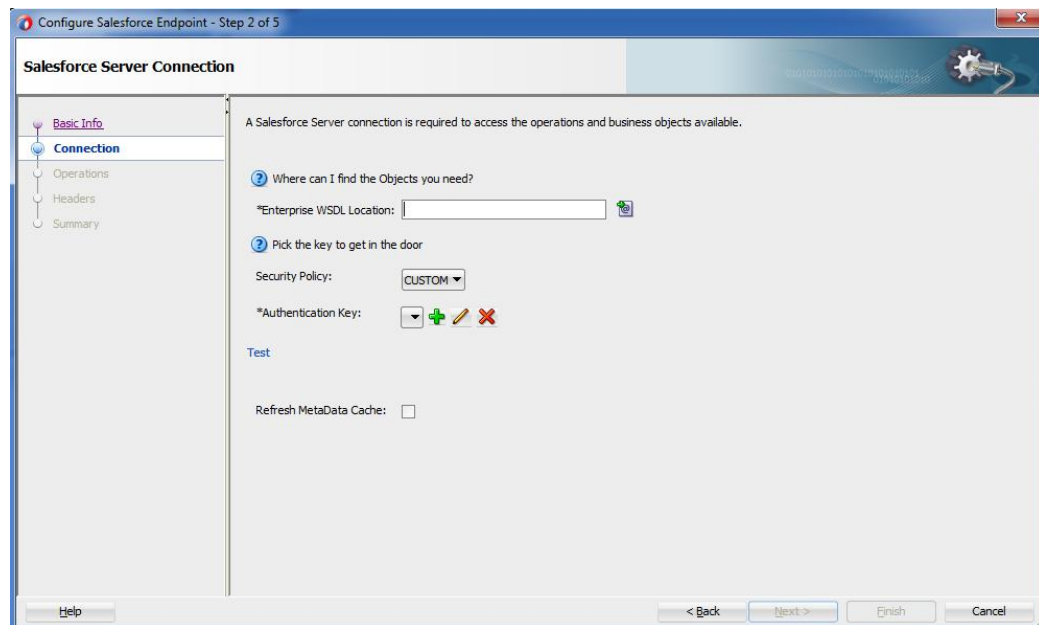 Configure Salesforce Endpoint - Step 2 of 5
Salesforce Server Connection
Basic Info
Connection
Operations
Headers
Summary
A Salesforce Server connection is required to access the operations and business objects available.
Where can I find the Objects you need?
*Enterprise WSDL Location:
Pick the key to get in the door
Security Policy: CUSTOM
*Authentication Key:
Test
Refresh MetaData Cache:
Help < Back Next > Finish Cancel